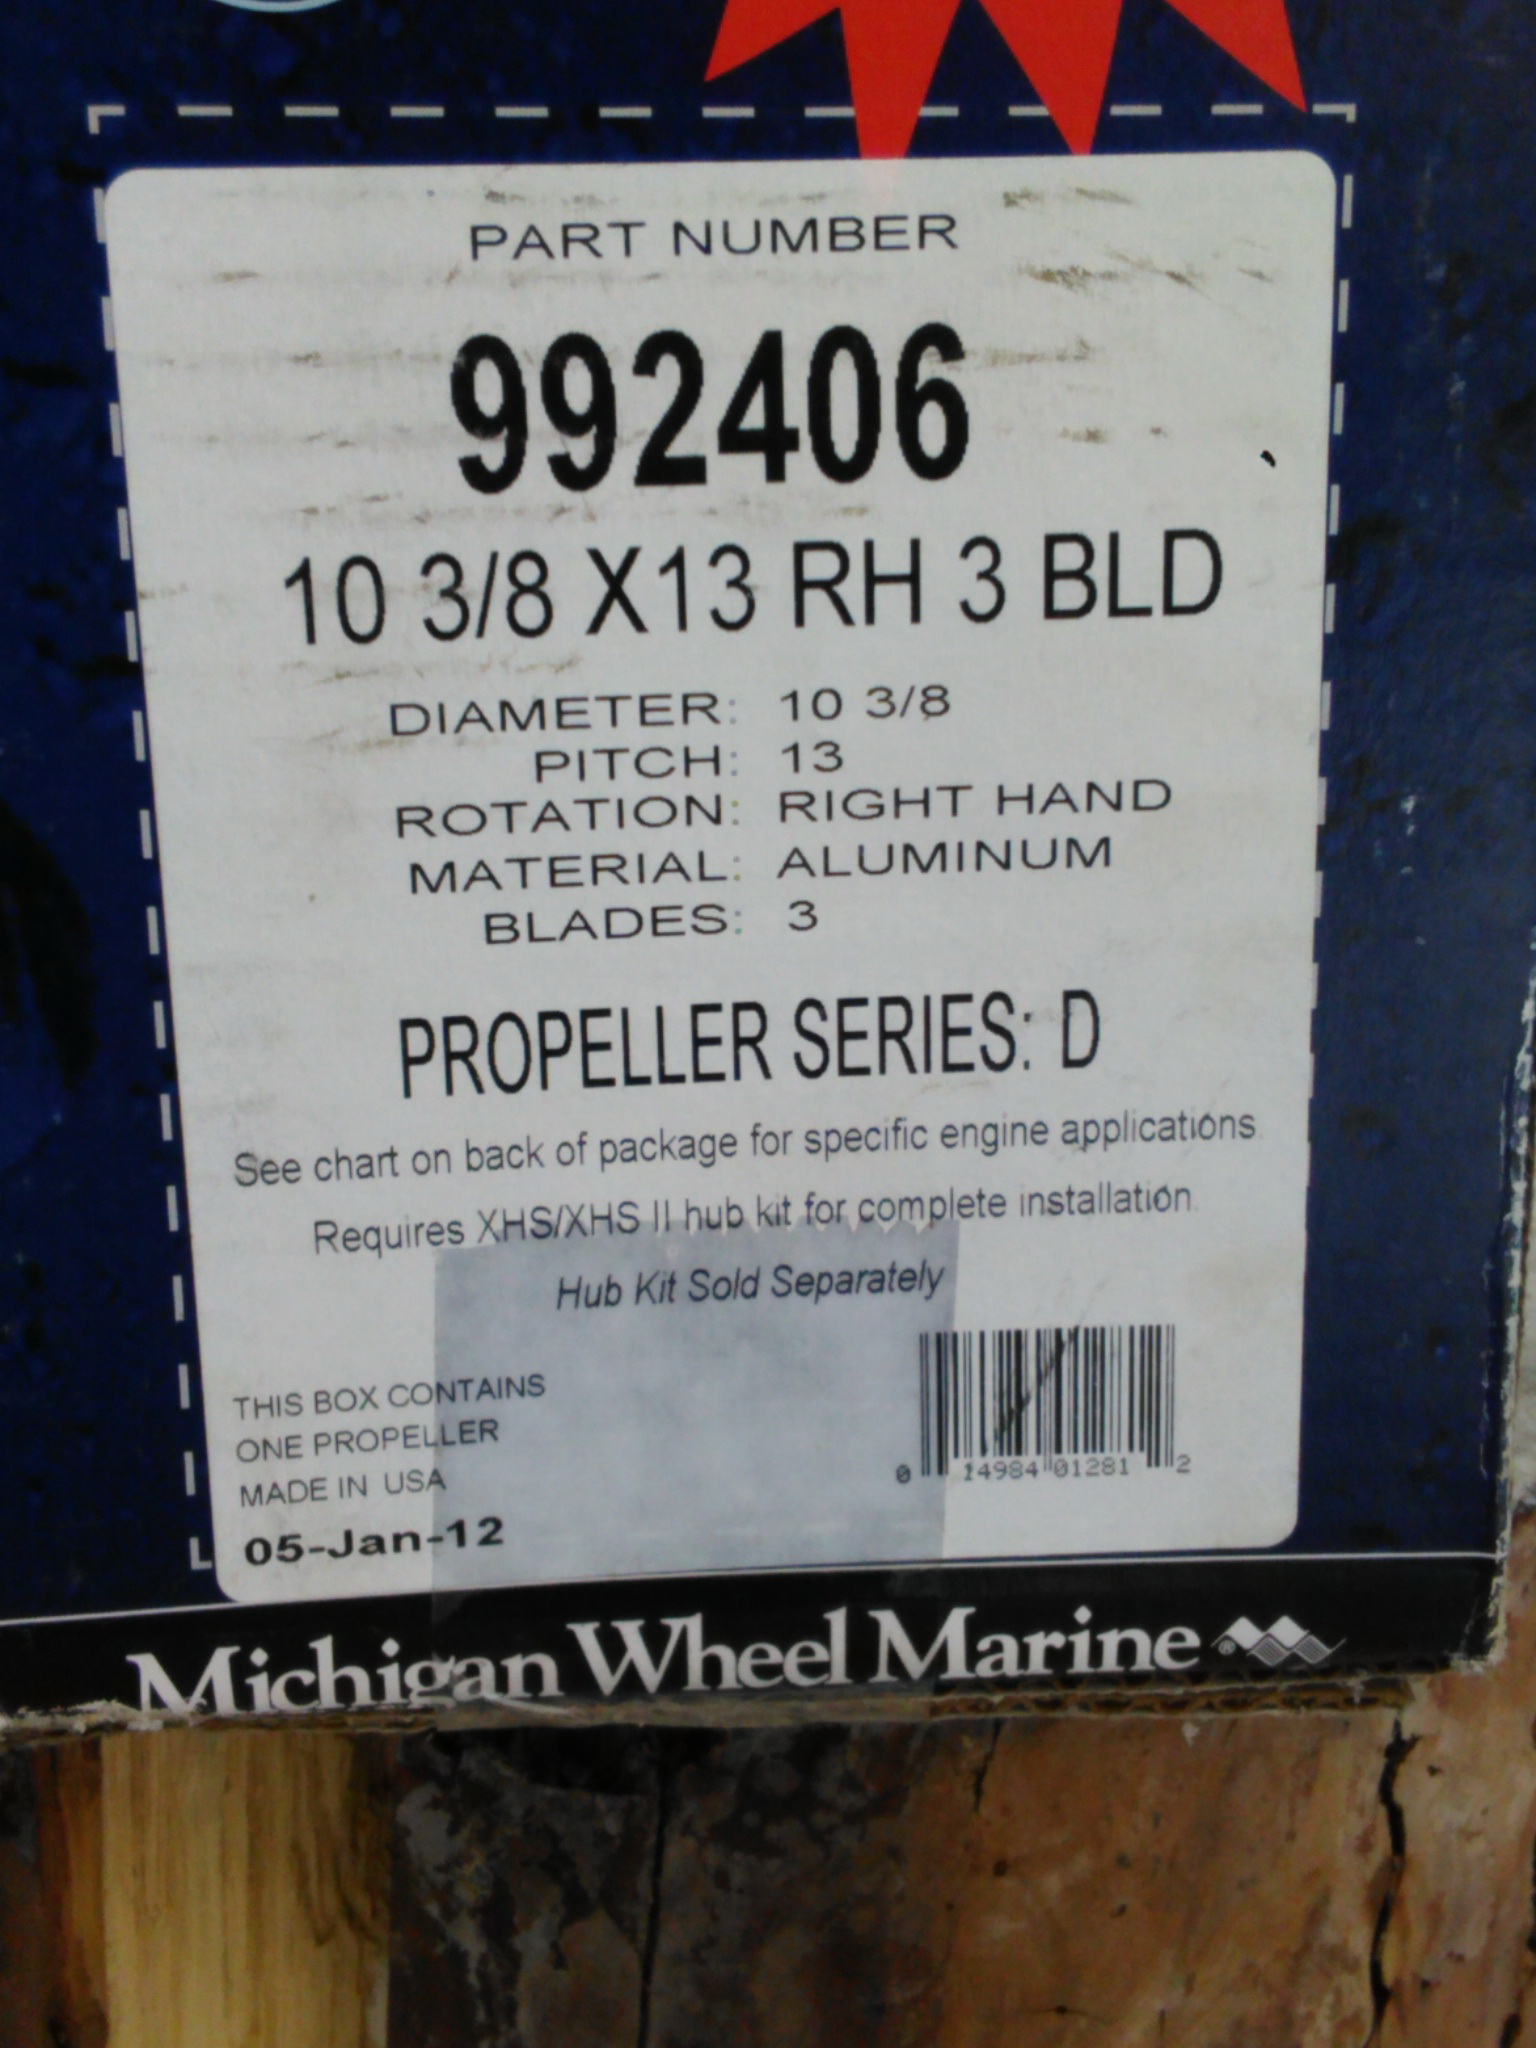 PART NUMBER
992406
10 3/8 X13 RH 3 BLD
DIAMETER: 10 3/8
PITCH: 13
ROTATION: RIGHT HAND
MATERIAL: ALUMINUM
BLADES: 3
PROPELLER SERIES: D
See chart on back of package for specific engine applications.
Requires XHS/XHS II hub kit for complete installation.
Hub Kit Sold Separately
THIS BOX CONTAINS
ONE PROPELLER
MADE IN USA
05-Jan-12
0 14984 01281 2
Michigan Wheel Marine ®